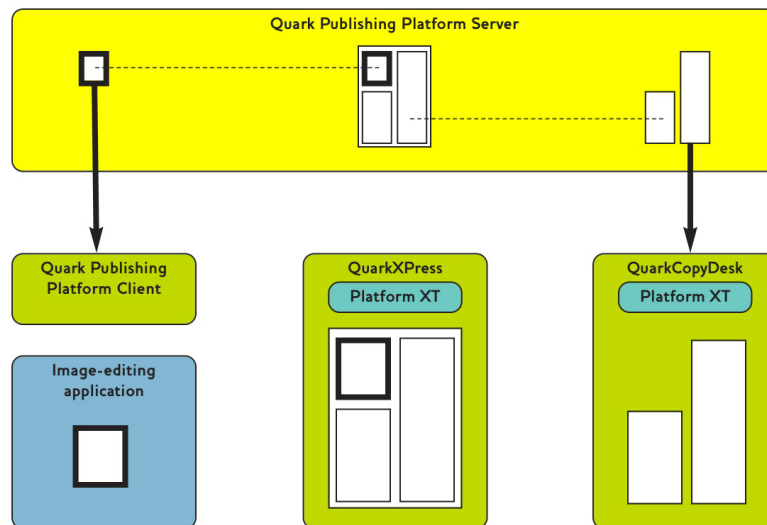 Quark Publishing Platform Server
Quark Publishing
Platform Client
QuarkXPress
Platform XT
QuarkCopyDesk
Platform XT
Image-editing
application